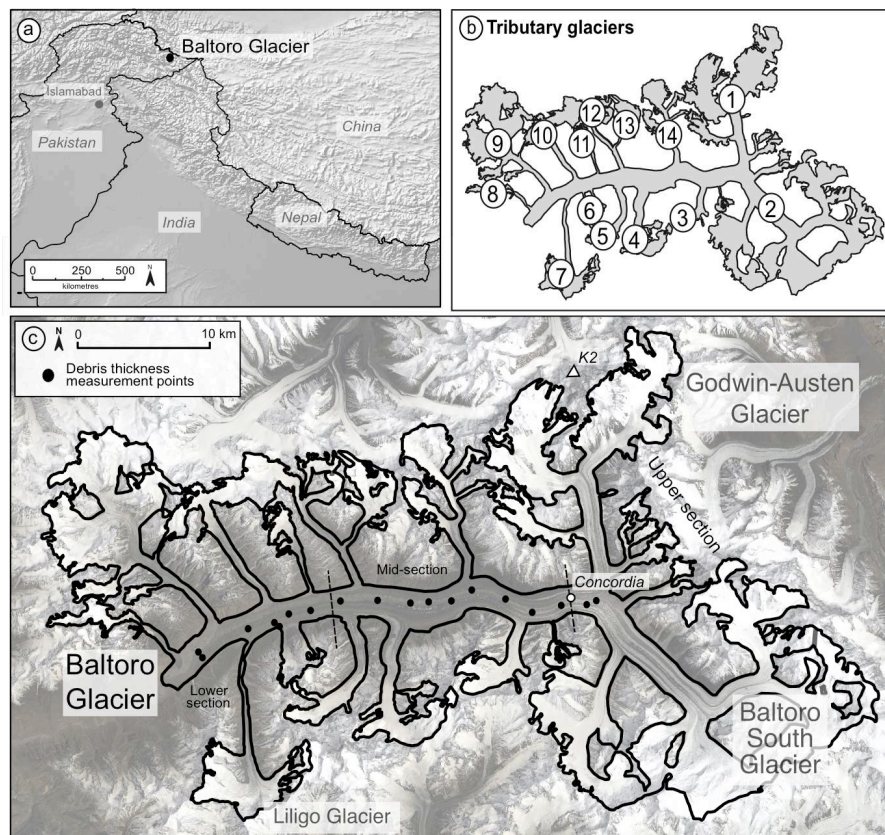 a
Baltoro Glacier
Islamabad
Pakistan
China
India
Nepal
0 250 500
kilometres
N
b Tributary glaciers
1
12
13
10
11
14
9
8
6
3
2
5
4
7
c
N
0 10 km
Debris thickness
measurement points
K2
Godwin-Austen
Glacier
Upper section
Mid-section
Concordia
Baltoro
Glacier
Lower
section
Baltoro
South
Glacier
Liligo Glacier